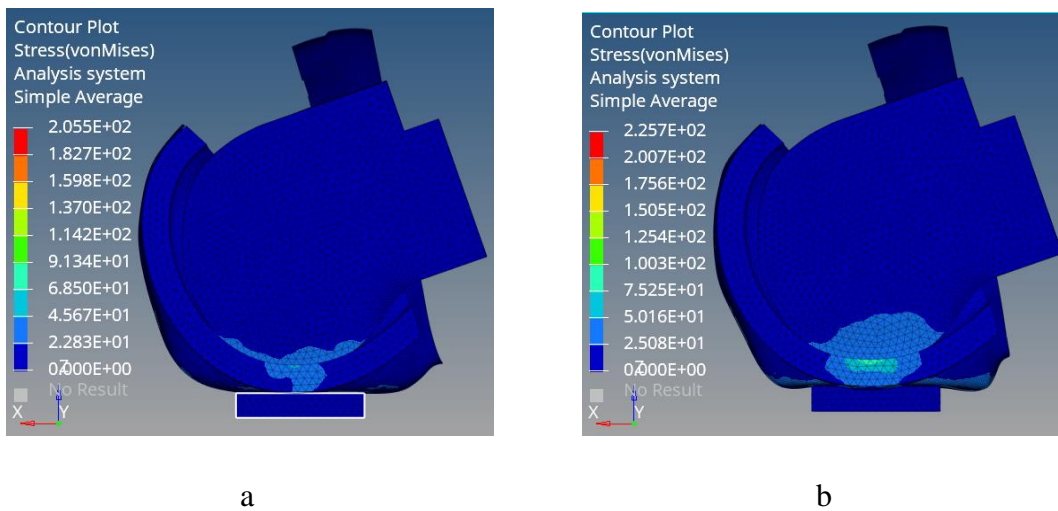 Contour Plot
Stress(vonMises)
Analysis system
Simple Average
2.055E+02
1.827E+02
1.598E+02
1.370E+02
1.142E+02
9.134E+01
6.850E+01
4.567E+01
2.283E+01
0.000E+00
No Result
Z
X
Y
Contour Plot
Stress(vonMises)
Analysis system
Simple Average
2.257E+02
2.007E+02
1.756E+02
1.505E+02
1.254E+02
1.003E+02
7.525E+01
5.016E+01
2.508E+01
0.000E+00
No Result
Z
X
Y
a
b